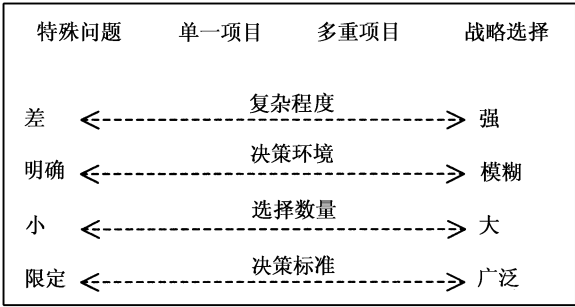 特殊问题 单一项目 多重项目 战略选择
复杂程度
差 强
决策环境
明确 模糊
选择数量
小 大
决策标准
限定 广泛